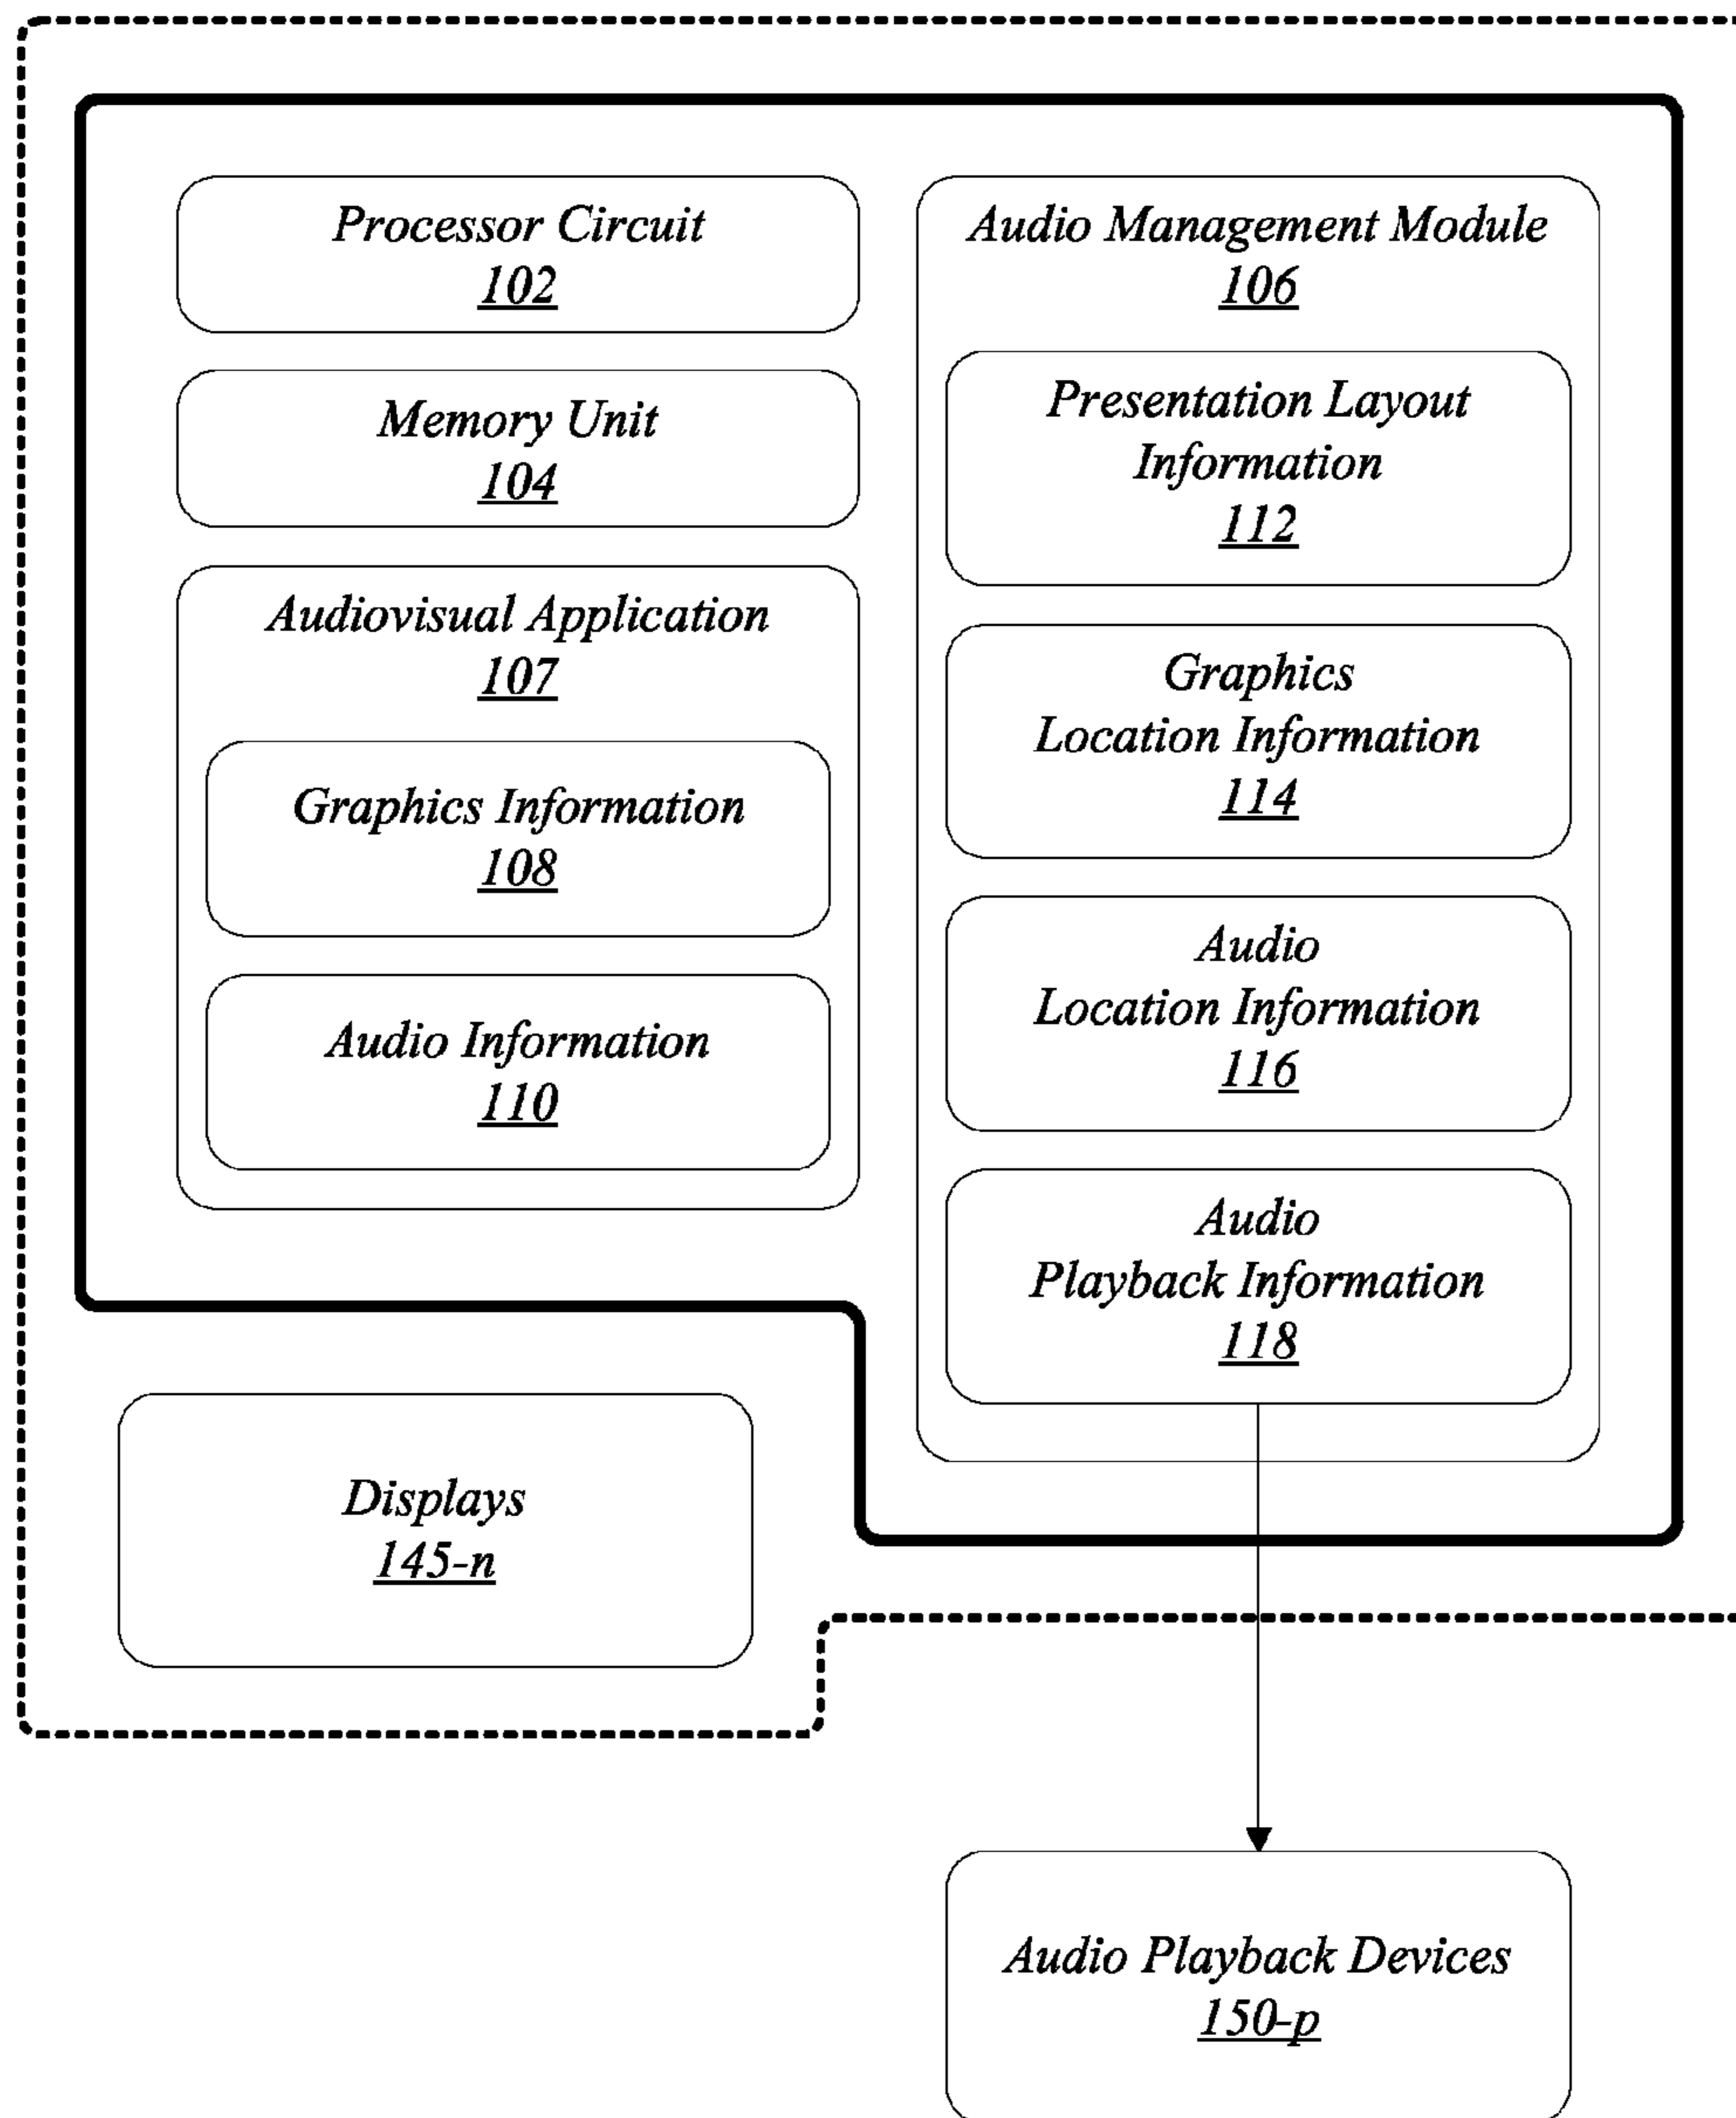 Processor Circuit
102
Memory Unit
104
Audiovisual Application
107
Graphics Information
108
Audio Information
110
Audio Management Module
106
Presentation Layout
Information
112
Graphics
Location Information
114
Audio
Location Information
116
Audio
Playback Information
118
Displays
145-n
Audio Playback Devices
150-p